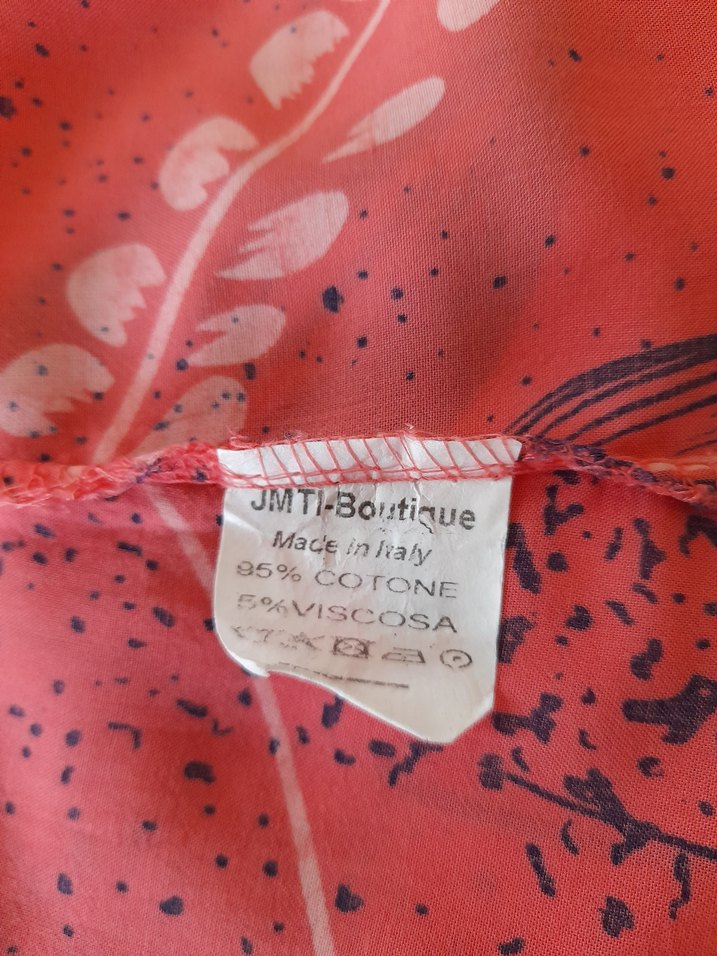 JMTI-Boutique
Made in Italy
95% COTONE
5%VISCOSA